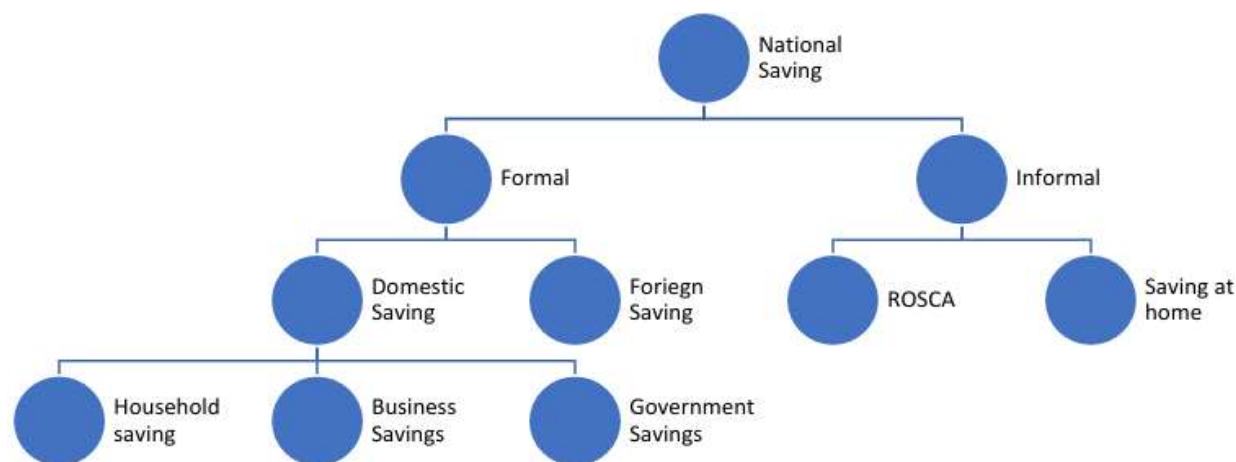 National
Saving
Formal
Informal
Domestic
Saving
Foriegn
Saving
ROSCA
Saving at
home
Household
saving
Business
Savings
Government
Savings